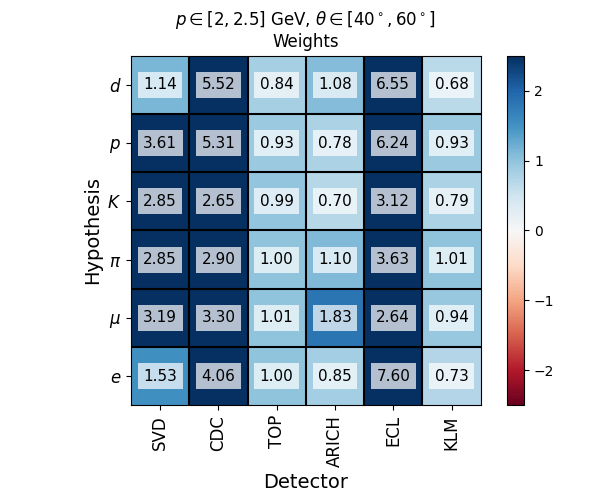 p ∈ [2, 2.5] GeV, θ ∈ [40°, 60°]
Weights
d 1.14 5.52 0.84 1.08 6.55 0.68
p 3.61 5.31 0.93 0.78 6.24 0.93
K 2.85 2.65 0.99 0.70 3.12 0.79
π 2.85 2.90 1.00 1.10 3.63 1.01
μ 3.19 3.30 1.01 1.83 2.64 0.94
e 1.53 4.06 1.00 0.85 7.60 0.73
Hypothesis
SVD CDC TOP ARICH ECL KLM
Detector
2
1
0
−1
−2